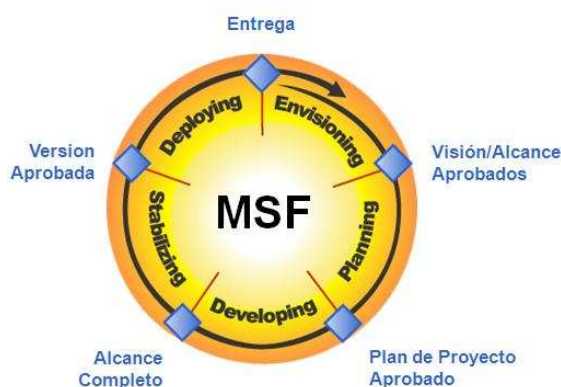 Entrega
Deploying
Envisioning
Version
Aprobada
Visión/Alcance
Aprobados
MSF
Stabilizing
Planning
Developing
Alcance
Completo
Plan de Proyecto
Aprobado